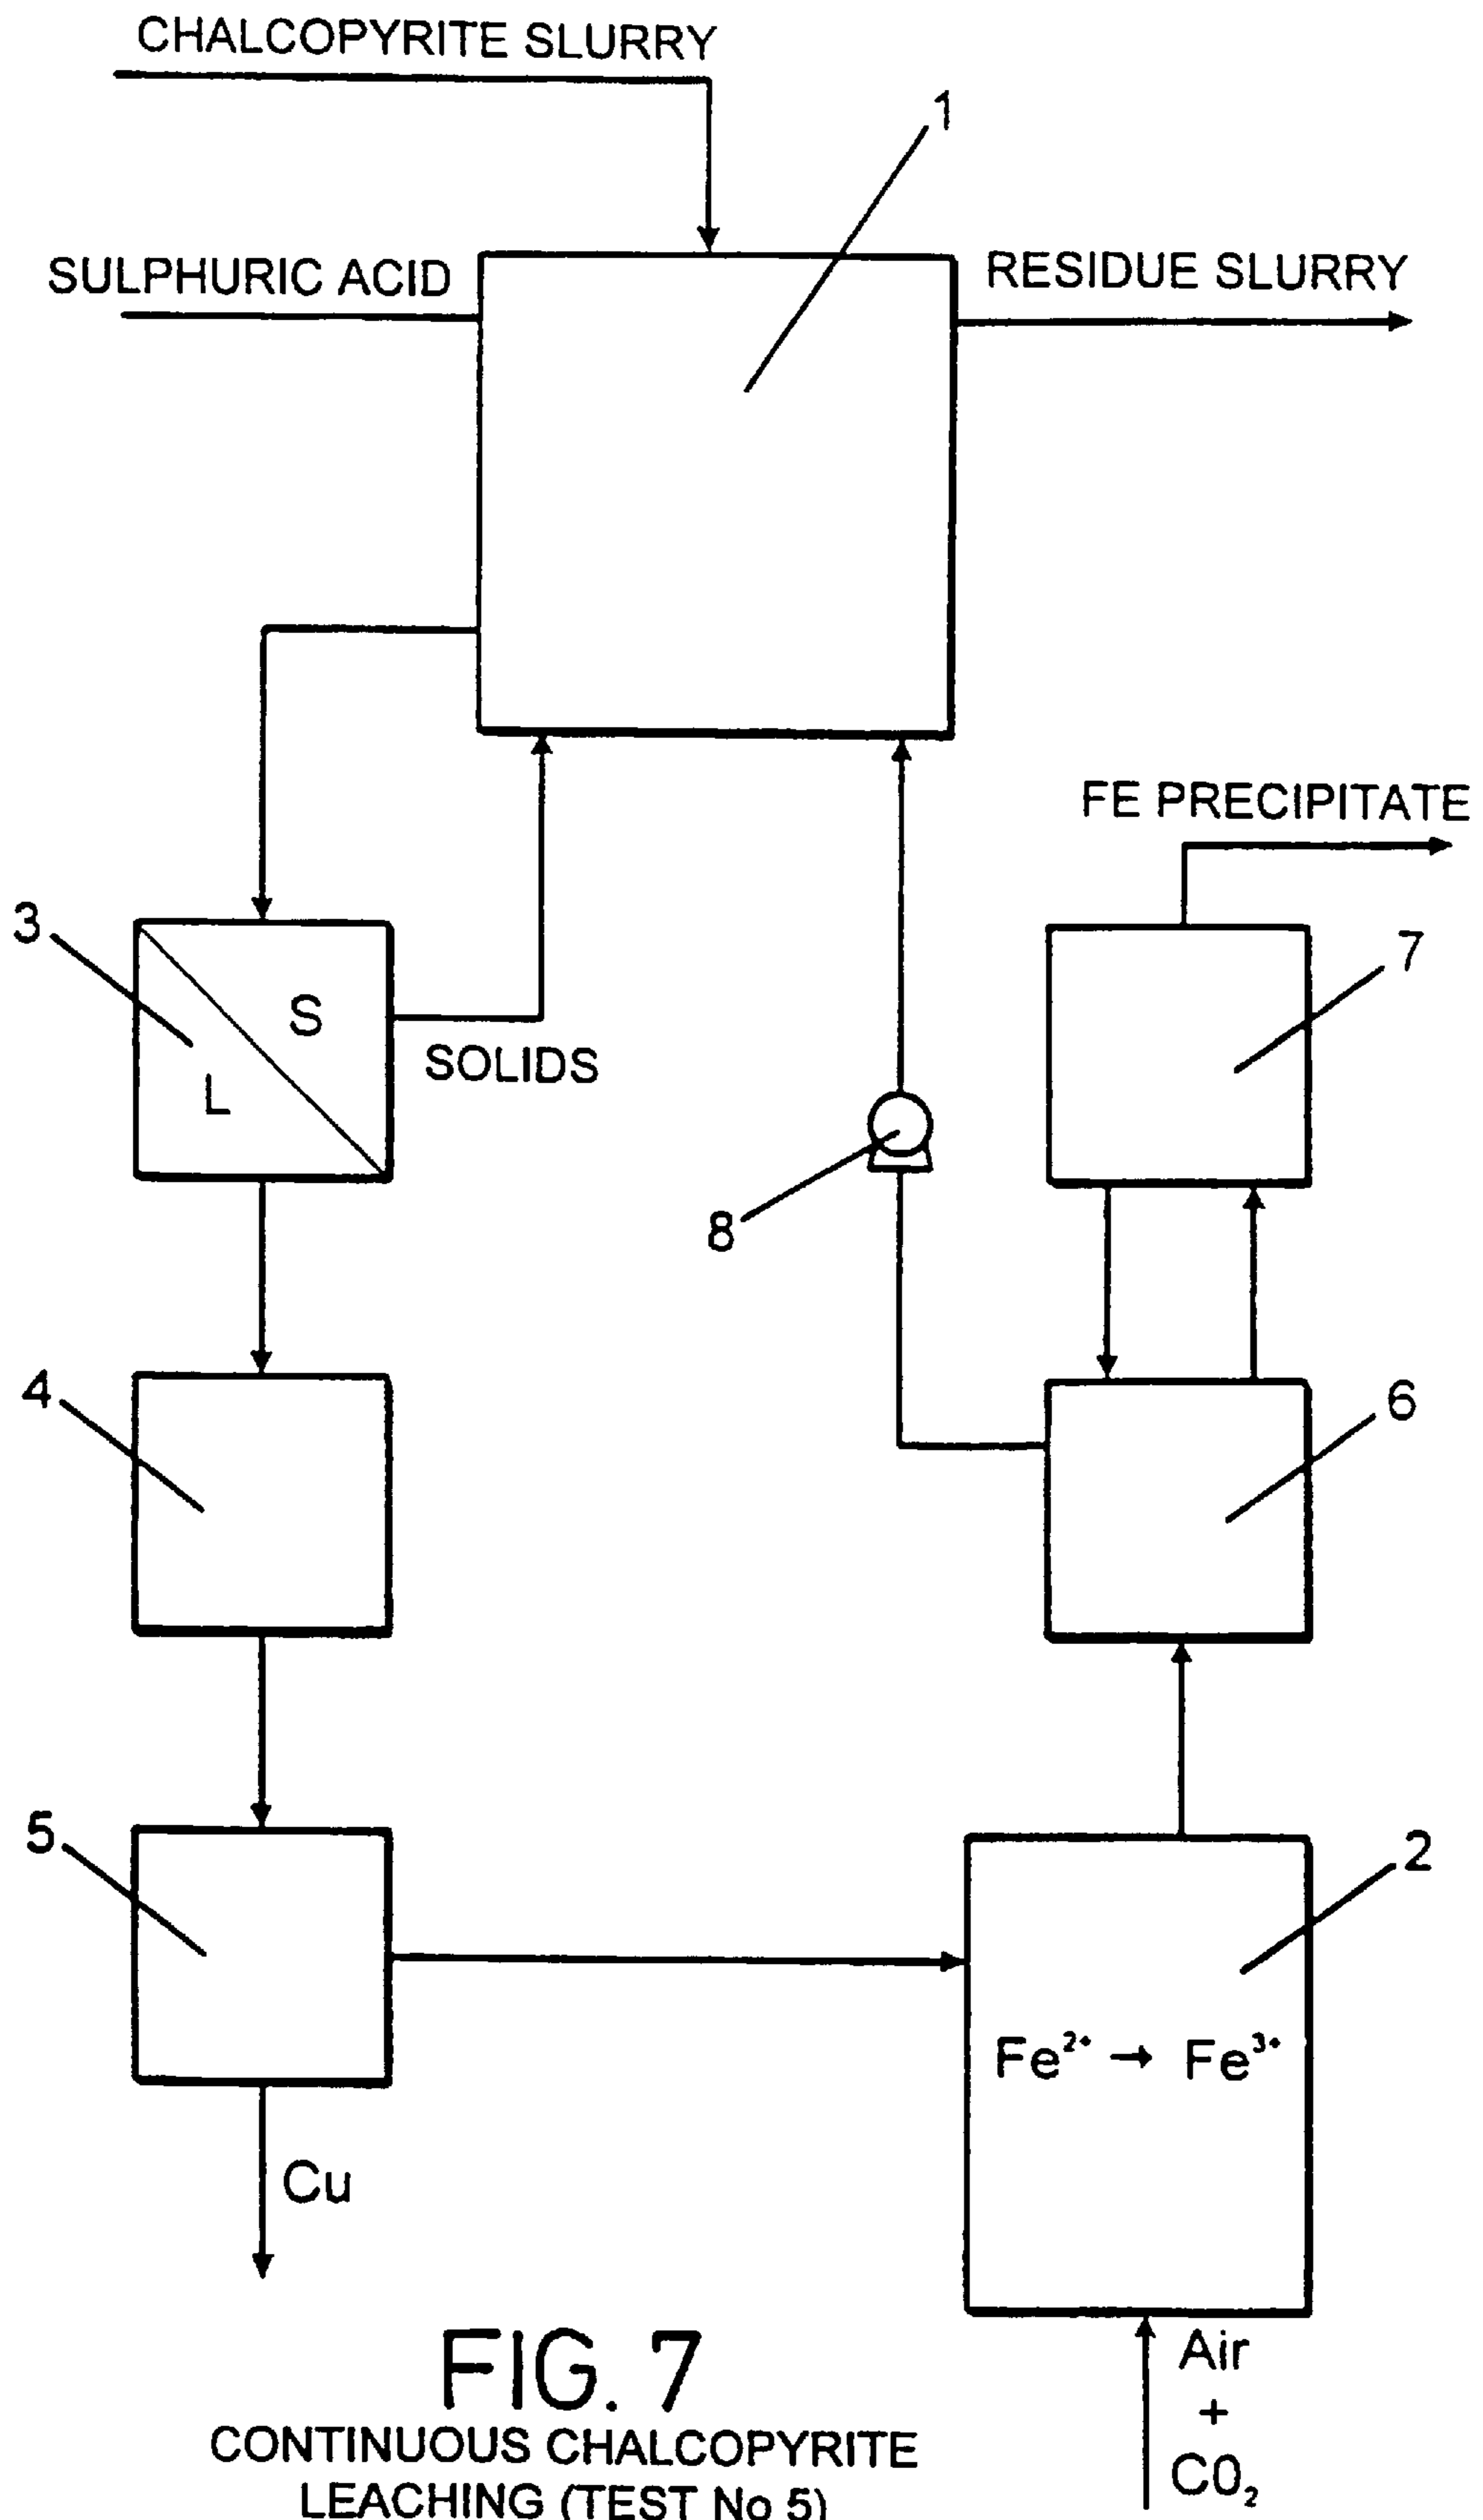 CHALCOPYRITE SLURRY
1
SULPHURIC ACID
RESIDUE SLURRY
FE PRECIPITATE
3
S
L
SOLIDS
7
8
4
6
5
2
Fe²⁺ → Fe³⁺
Cu
Air
+
CO₂
FIG. 7
CONTINUOUS CHALCOPYRITE
LEACHING (TEST No 5)